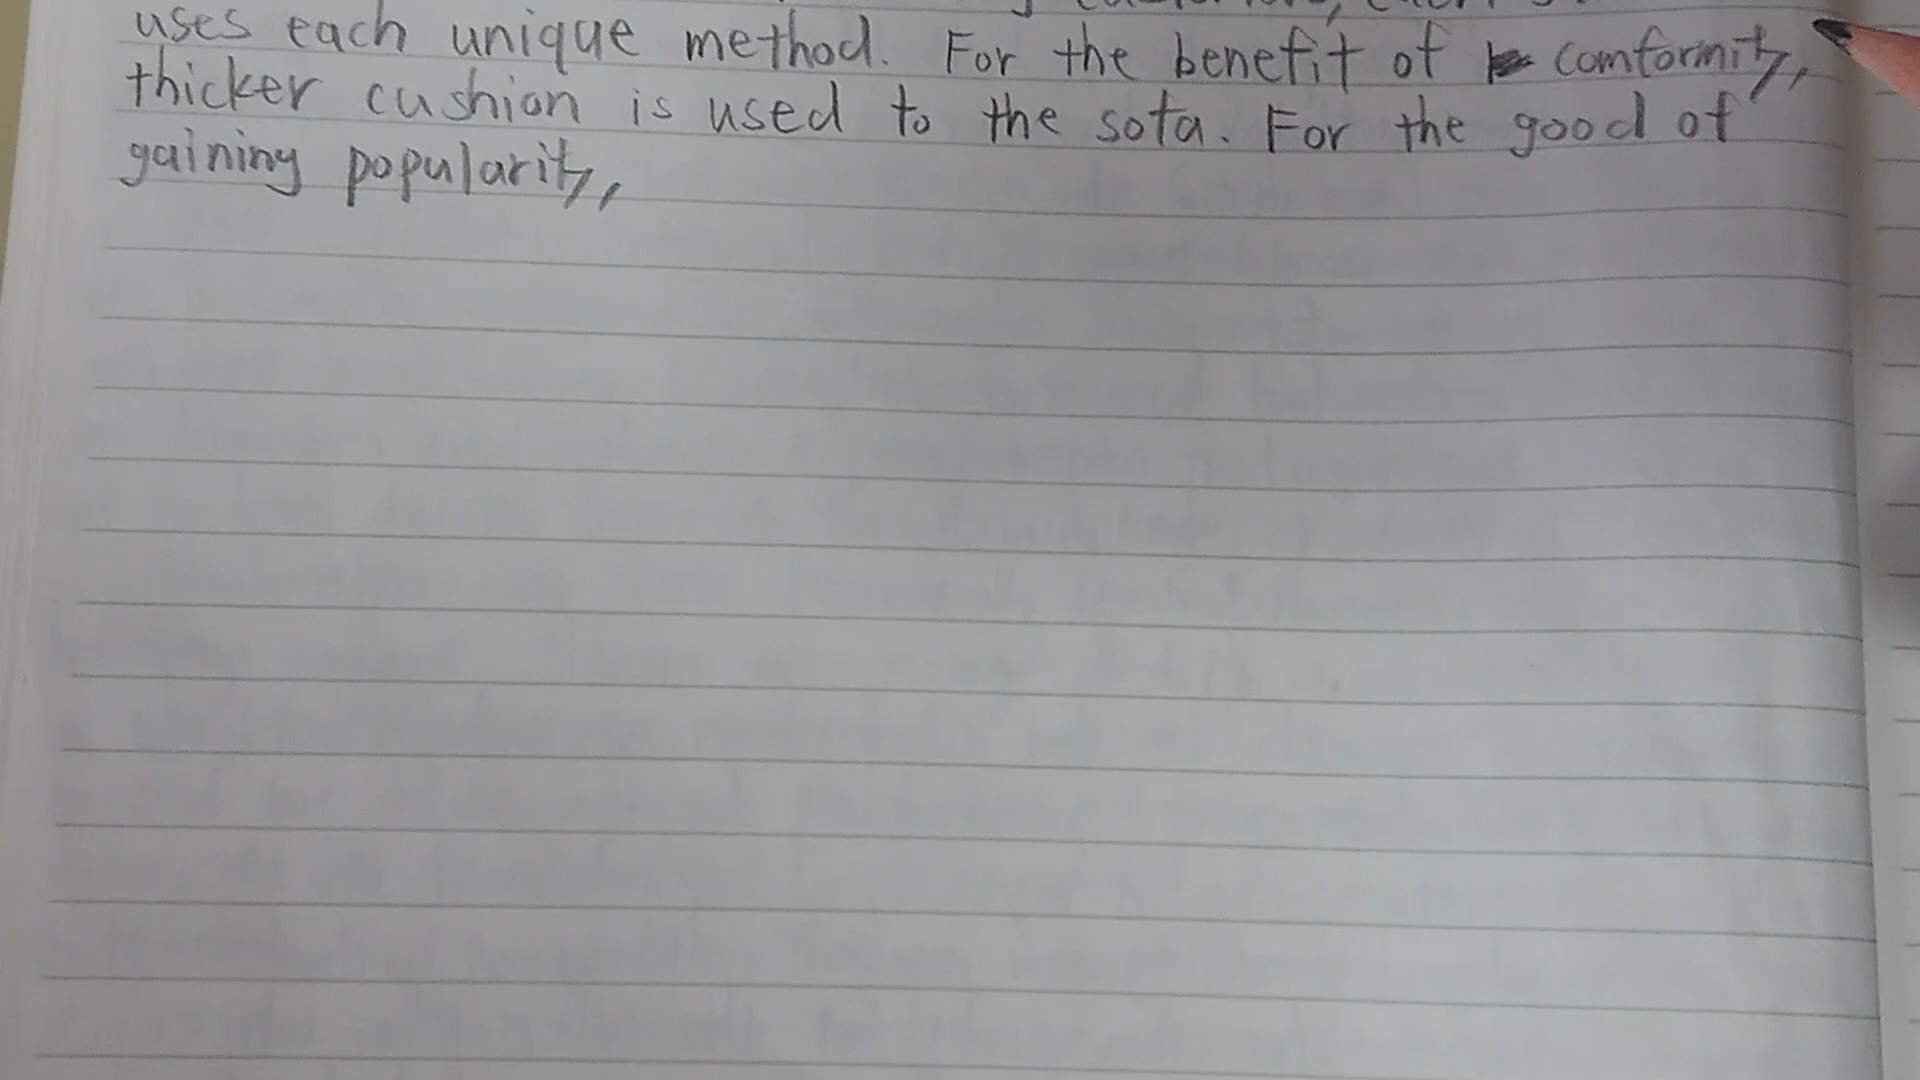 uses each unique method. For the benefit of comformity,
thicker cushion is used to the sofa. For the good of
gaining popularity,